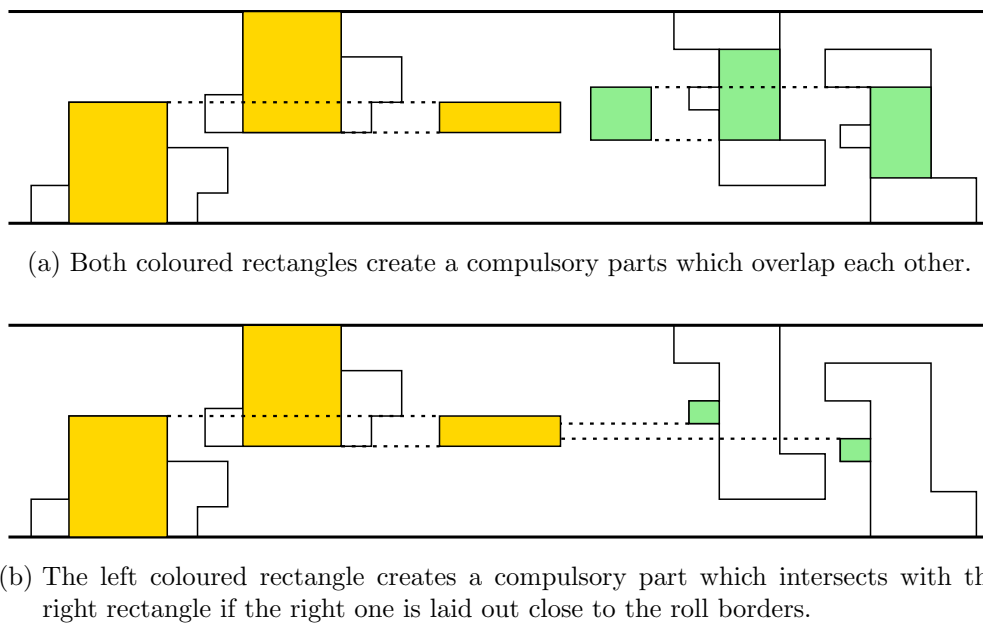 (a) Both coloured rectangles create a compulsory parts which overlap each other.
(b) The left coloured rectangle creates a compulsory part which intersects with th
right rectangle if the right one is laid out close to the roll borders.